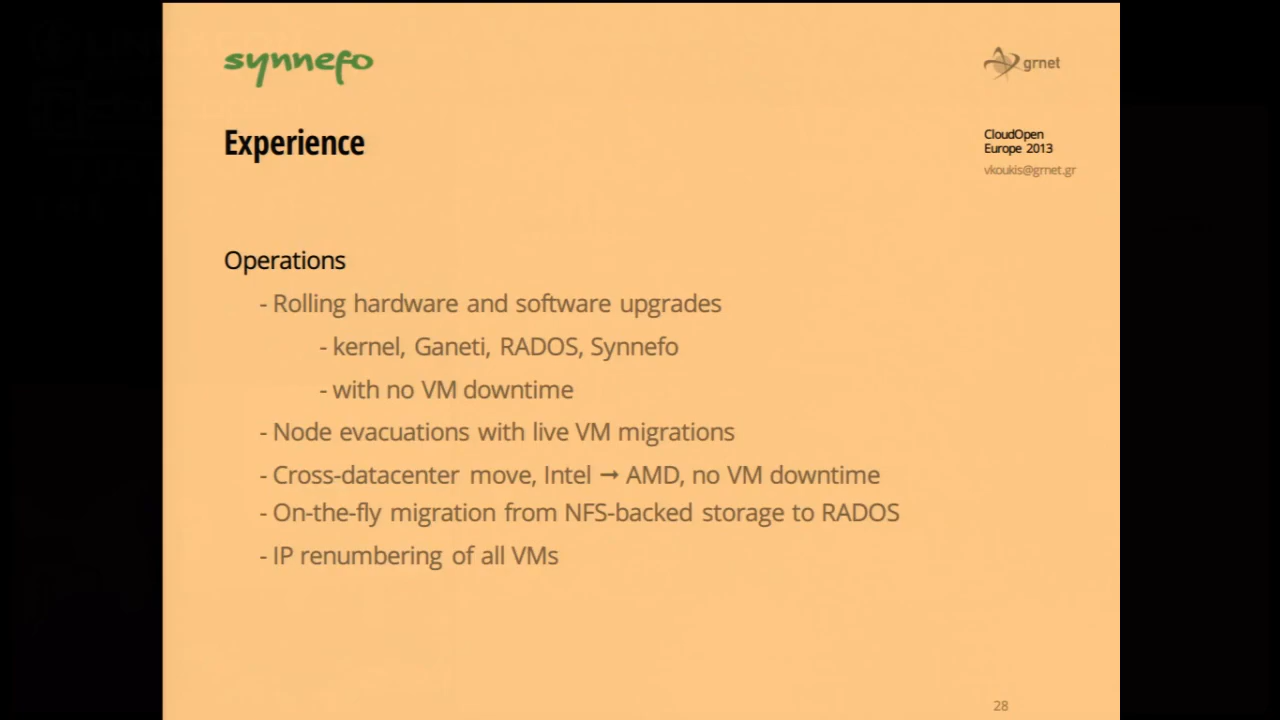 synnefo
grnet
Experience
CloudOpen
Europe 2013
vkoukis@grnet.gr
Operations
- Rolling hardware and software upgrades
- kernel, Ganeti, RADOS, Synnefo
- with no VM downtime
- Node evacuations with live VM migrations
- Cross-datacenter move, Intel → AMD, no VM downtime
- On-the-fly migration from NFS-backed storage to RADOS
- IP renumbering of all VMs
28